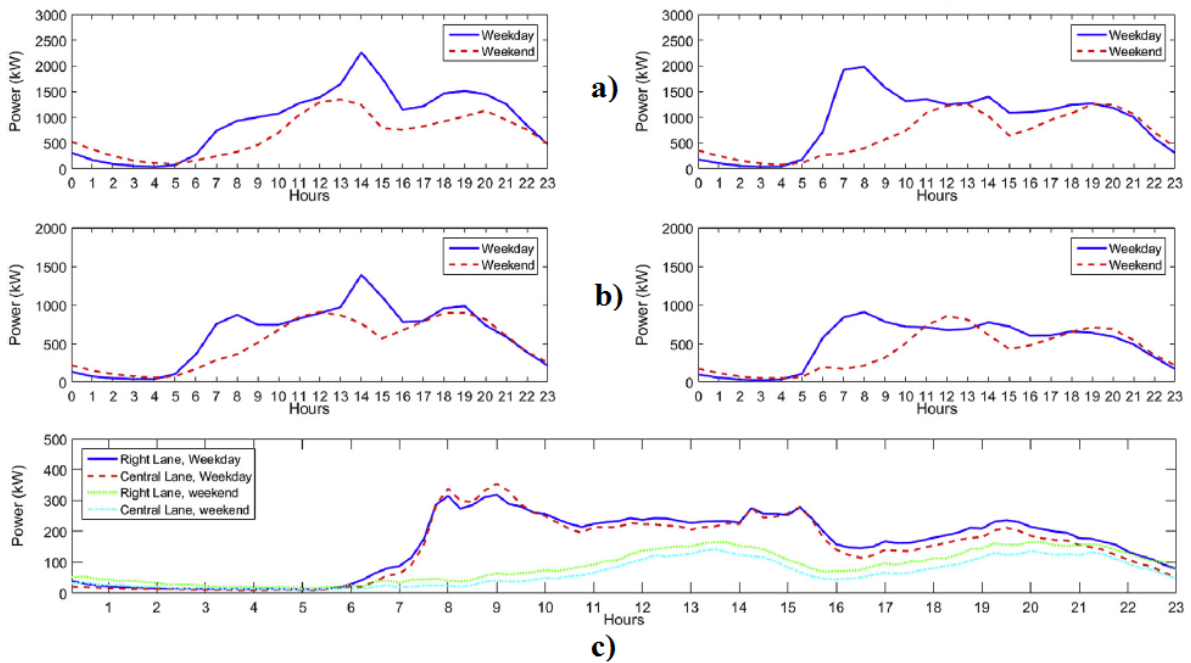 3000
2500
2000
1500
1000
500
0
Power (kW)
Weekday
Weekend
0 1 2 3 4 5 6 7 8 9 10 11 12 13 14 15 16 17 18 19 20 21 22 23
Hours
a)
3000
2500
2000
1500
1000
500
0
Power (kW)
Weekday
Weekend
0 1 2 3 4 5 6 7 8 9 10 11 12 13 14 15 16 17 18 19 20 21 22 23
Hours
2000
1500
1000
500
0
Power (kW)
Weekday
Weekend
0 1 2 3 4 5 6 7 8 9 10 11 12 13 14 15 16 17 18 19 20 21 22 23
Hours
b)
2000
1500
1000
500
0
Power (kW)
Weekday
Weekend
0 1 2 3 4 5 6 7 8 9 10 11 12 13 14 15 16 17 18 19 20 21 22 23
Hours
500
400
300
200
100
0
Power (kW)
Right Lane, Weekday
Central Lane, Weekday
Right Lane, weekend
Central Lane, weekend
1 2 3 4 5 6 7 8 9 10 11 12 13 14 15 16 17 18 19 20 21 22 23
Hours
c)